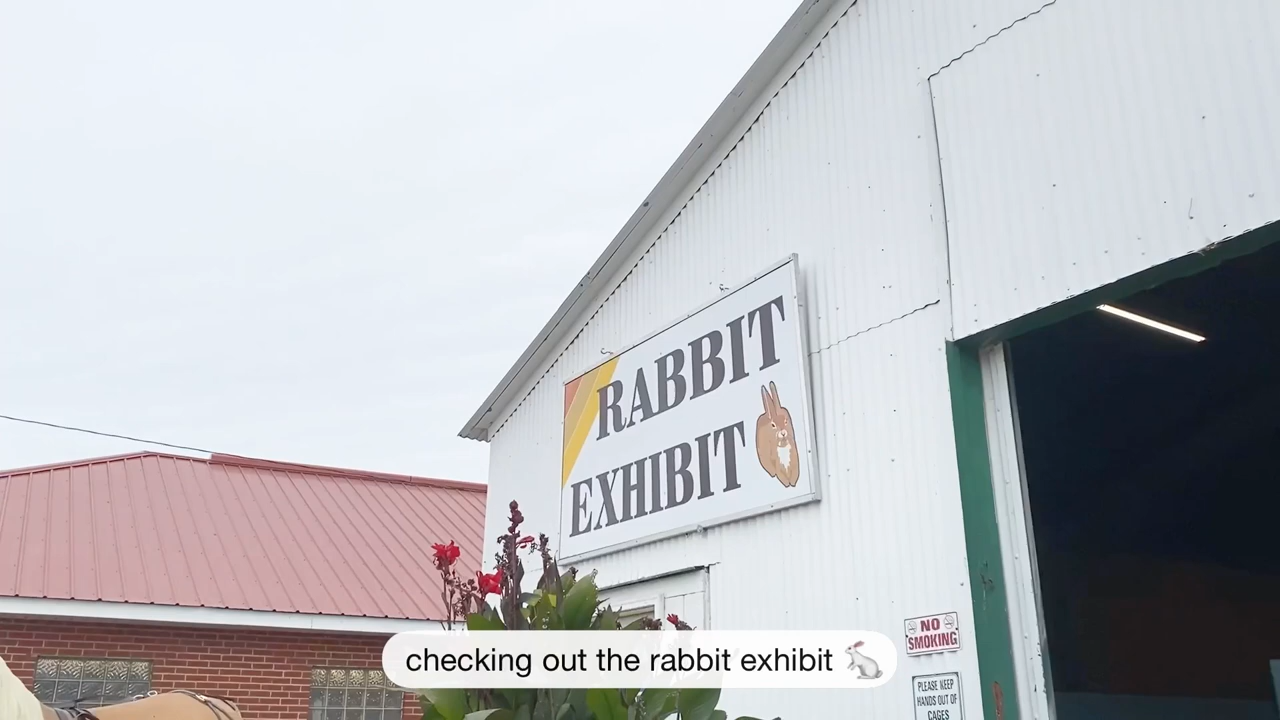 RABBIT
EXHIBIT
NO
SMOKING
PLEASE KEEP
HANDS OUT OF
CAGES
checking out the rabbit exhibit 🐇